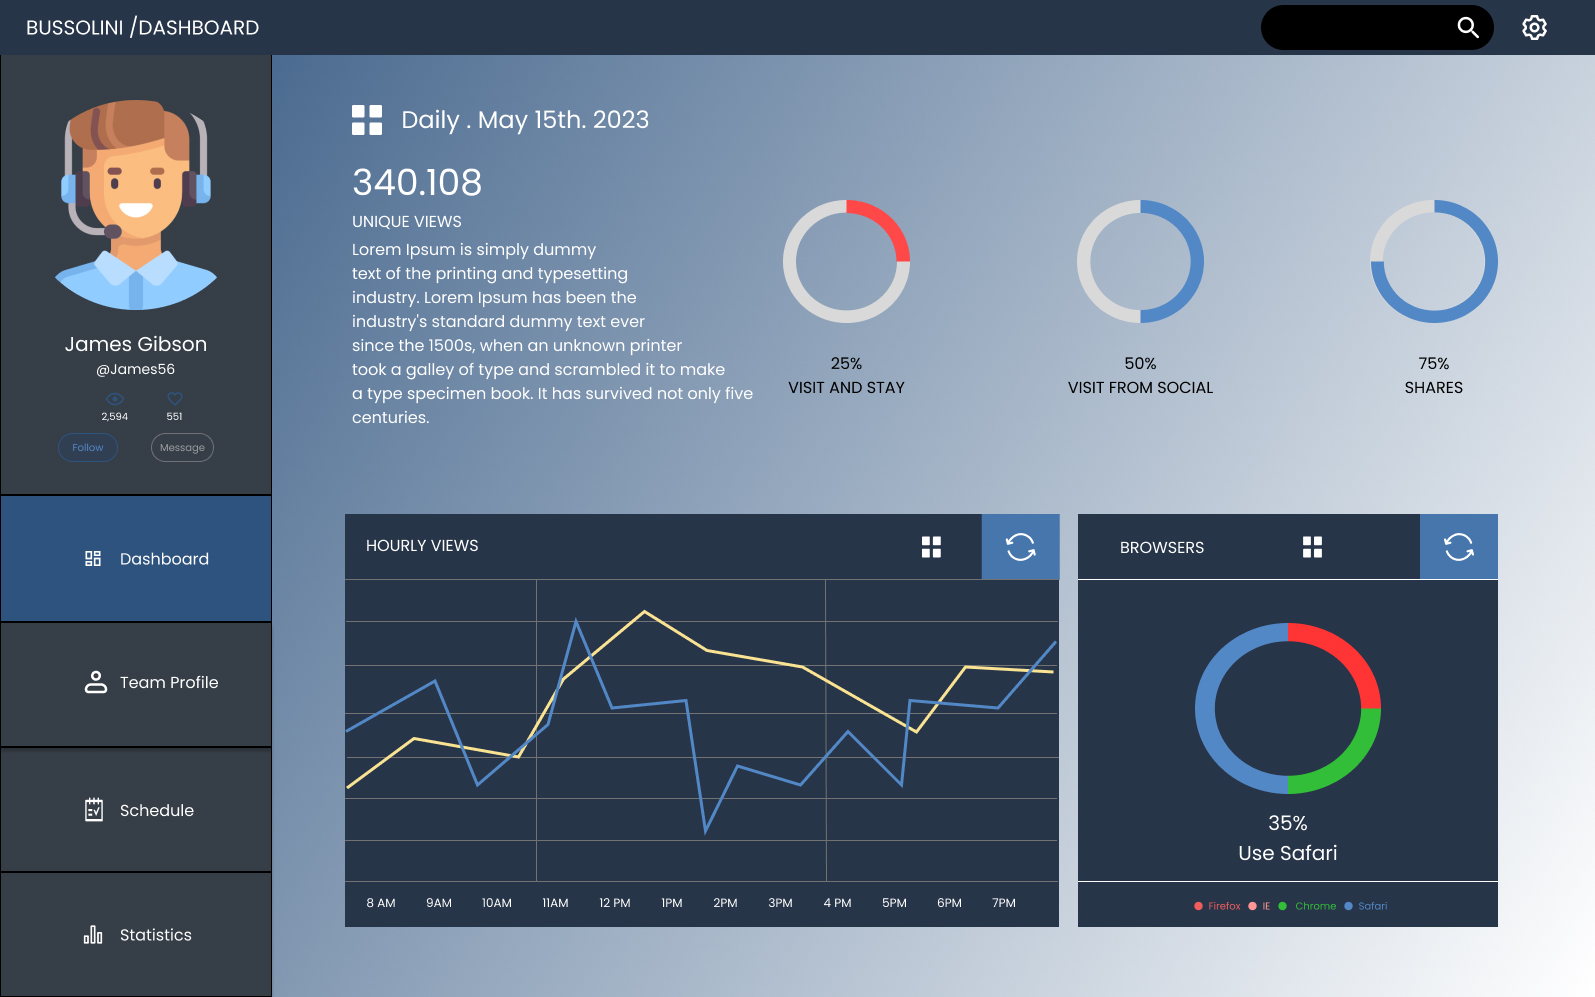 BUSSOLINI /DASHBOARD
James Gibson
@James56
2,594
551
Follow
Message
Dashboard
Team Profile
Schedule
Statistics
Daily . May 15th. 2023
340.108
UNIQUE VIEWS
Lorem Ipsum is simply dummy
text of the printing and typesetting
industry. Lorem Ipsum has been the
industry's standard dummy text ever
since the 1500s, when an unknown printer
took a galley of type and scrambled it to make
a type specimen book. It has survived not only five
centuries.
25%
VISIT AND STAY
50%
VISIT FROM SOCIAL
75%
SHARES
HOURLY VIEWS
8 AM 9AM 10AM 11AM 12 PM 1PM 2PM 3PM 4 PM 5PM 6PM 7PM
BROWSERS
35%
Use Safari
Firefox IE Chrome Safari